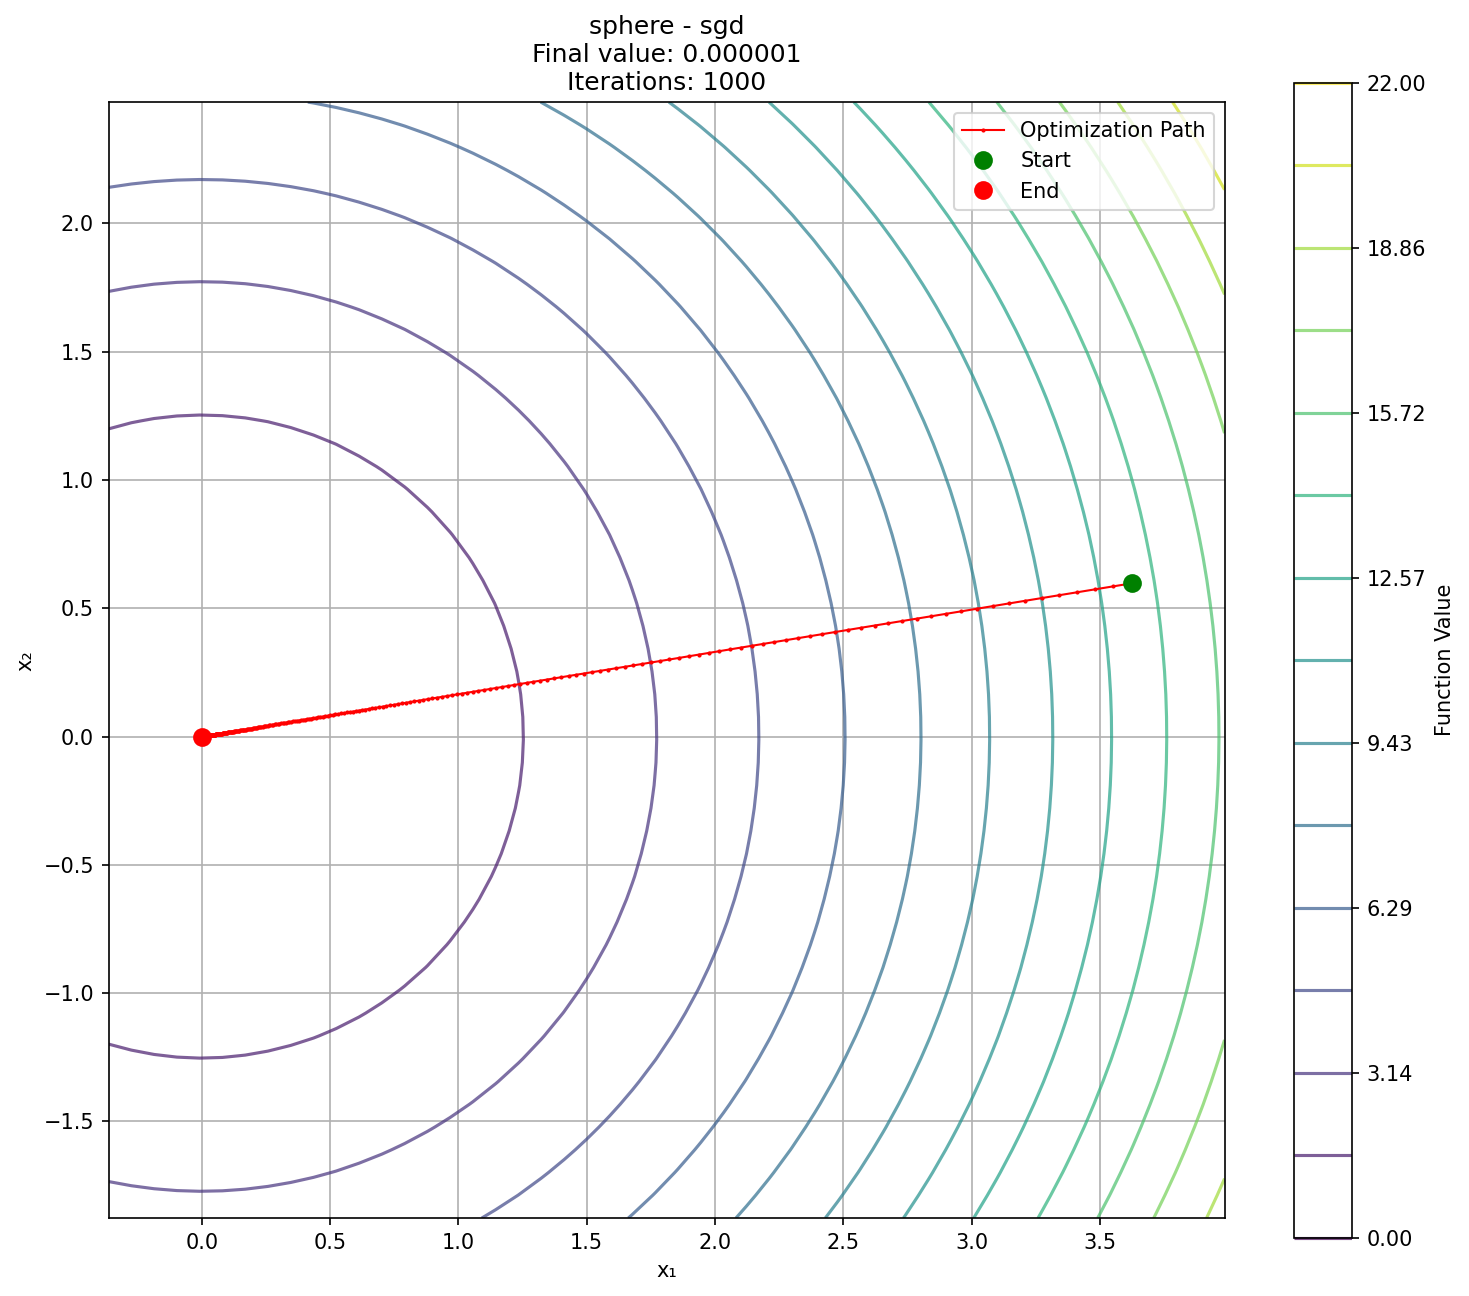 sphere - sgd
Final value: 0.000001
Iterations: 1000
Optimization Path
Start
End
2.0
1.5
1.0
0.5
0.0
−0.5
−1.0
−1.5
x₂
0.0
0.5
1.0
1.5
2.0
2.5
3.0
3.5
x₁
22.00
18.86
15.72
12.57
9.43
6.29
3.14
0.00
Function Value